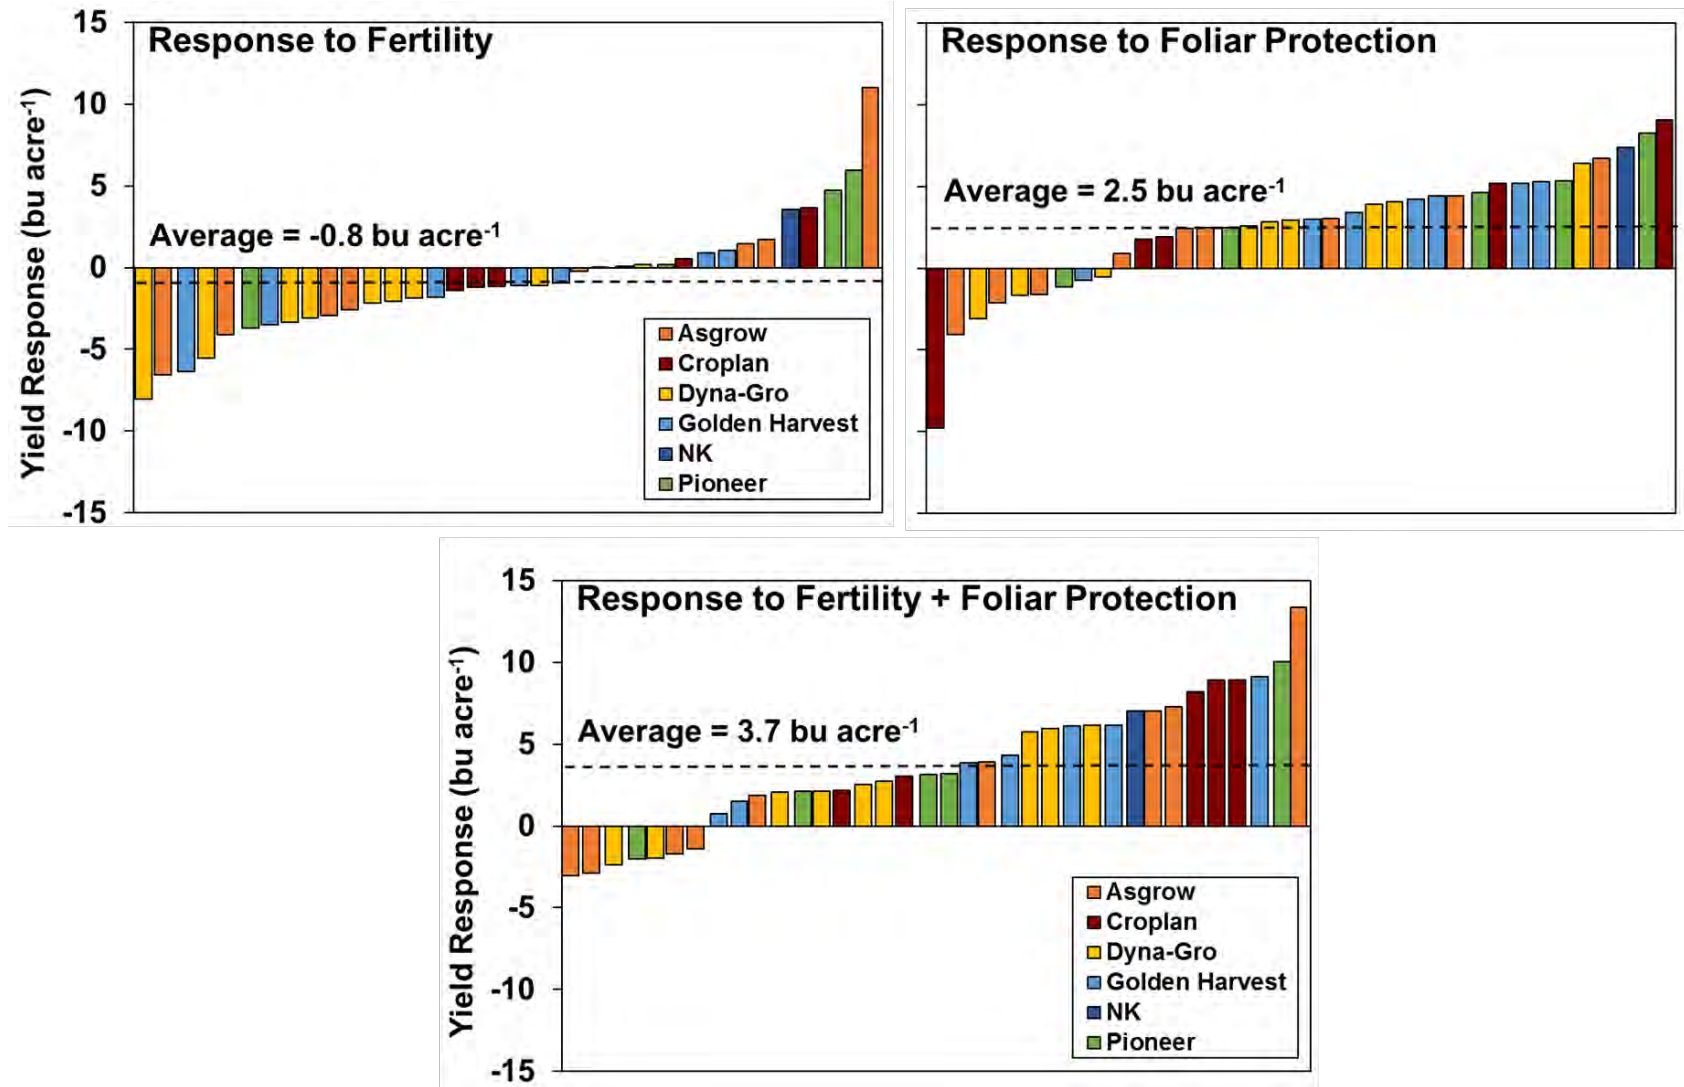 Response to Fertility
Yield Response (bu acre⁻¹)
15
10
5
0
-5
-10
-15
Average = -0.8 bu acre⁻¹
Asgrow
Croplan
Dyna-Gro
Golden Harvest
NK
Pioneer
Response to Foliar Protection
Average = 2.5 bu acre⁻¹
Response to Fertility + Foliar Protection
Yield Response (bu acre⁻¹)
15
10
5
0
-5
-10
-15
Average = 3.7 bu acre⁻¹
Asgrow
Croplan
Dyna-Gro
Golden Harvest
NK
Pioneer